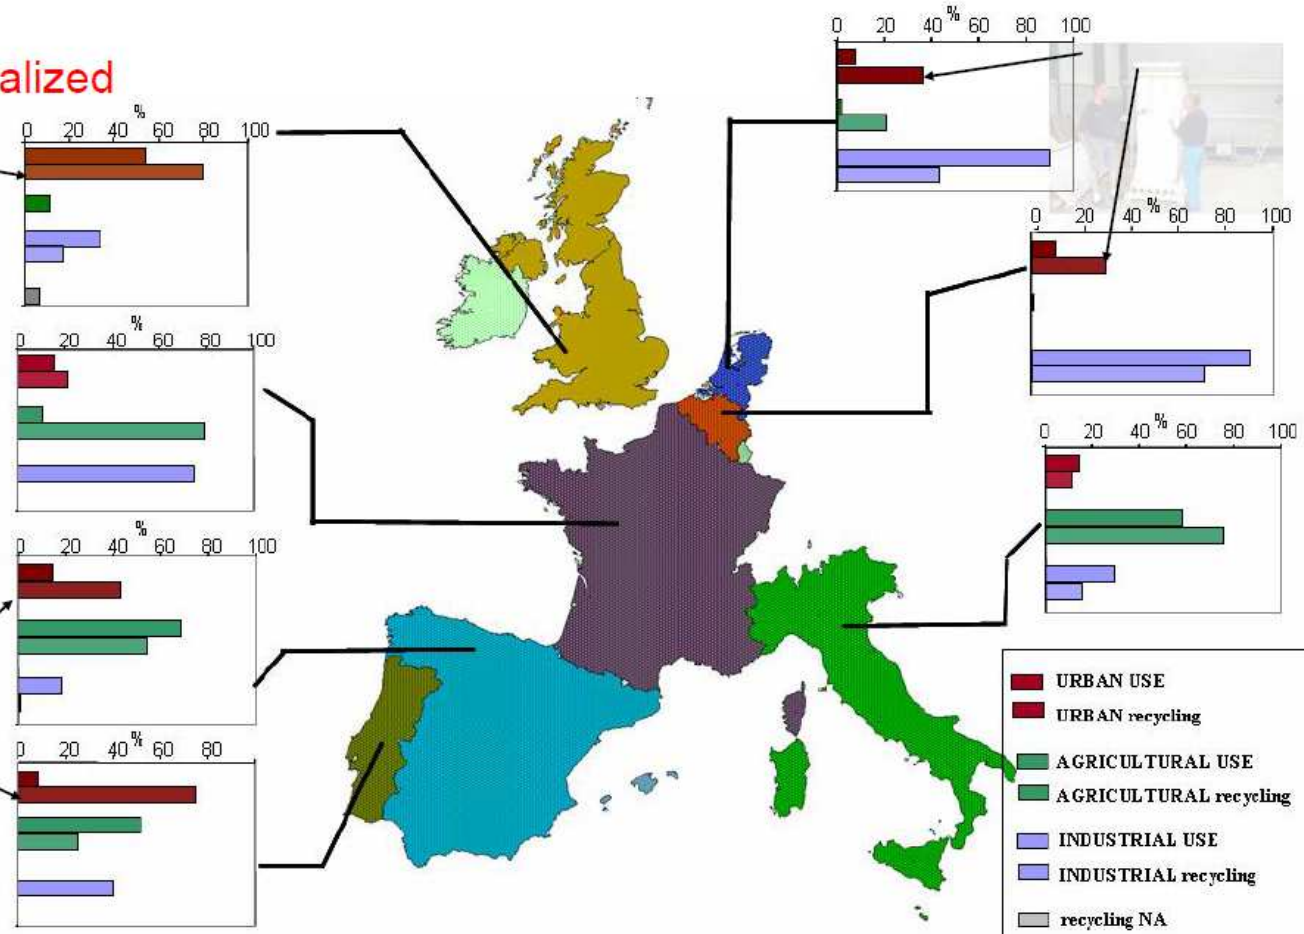 alized
%
0 20 40 60 80 100
%
0 20 40 60 80 100
%
0 20 40 60 80 100
%
0 20 40 60 80
%
0 20 40 60 80 100
%
0 20 40 60 80 100
%
0 20 40 60 80 100
URBAN USE
URBAN recycling
AGRICULTURAL USE
AGRICULTURAL recycling
INDUSTRIAL USE
INDUSTRIAL recycling
recycling NA